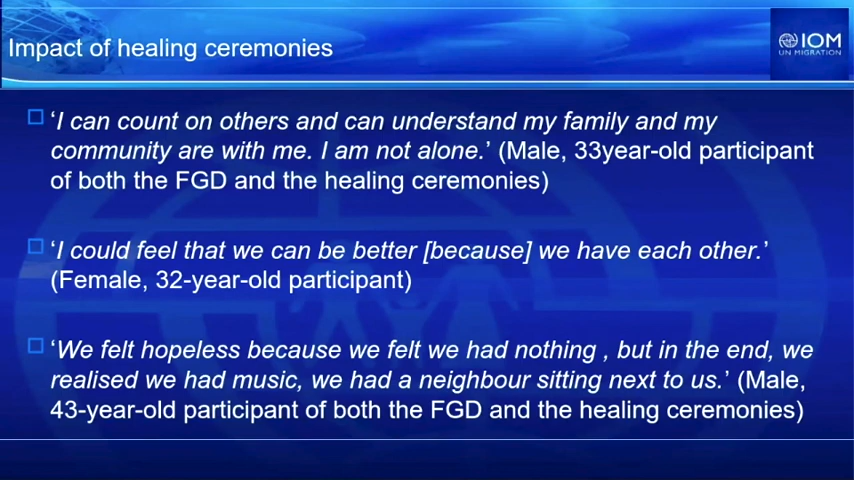 Impact of healing ceremonies
IOM
UN MIGRATION
‘I can count on others and can understand my family and my
community are with me. I am not alone.’ (Male, 33year-old participant
of both the FGD and the healing ceremonies)
‘I could feel that we can be better [because] we have each other.’
(Female, 32-year-old participant)
‘We felt hopeless because we felt we had nothing , but in the end, we
realised we had music, we had a neighbour sitting next to us.’ (Male,
43-year-old participant of both the FGD and the healing ceremonies)